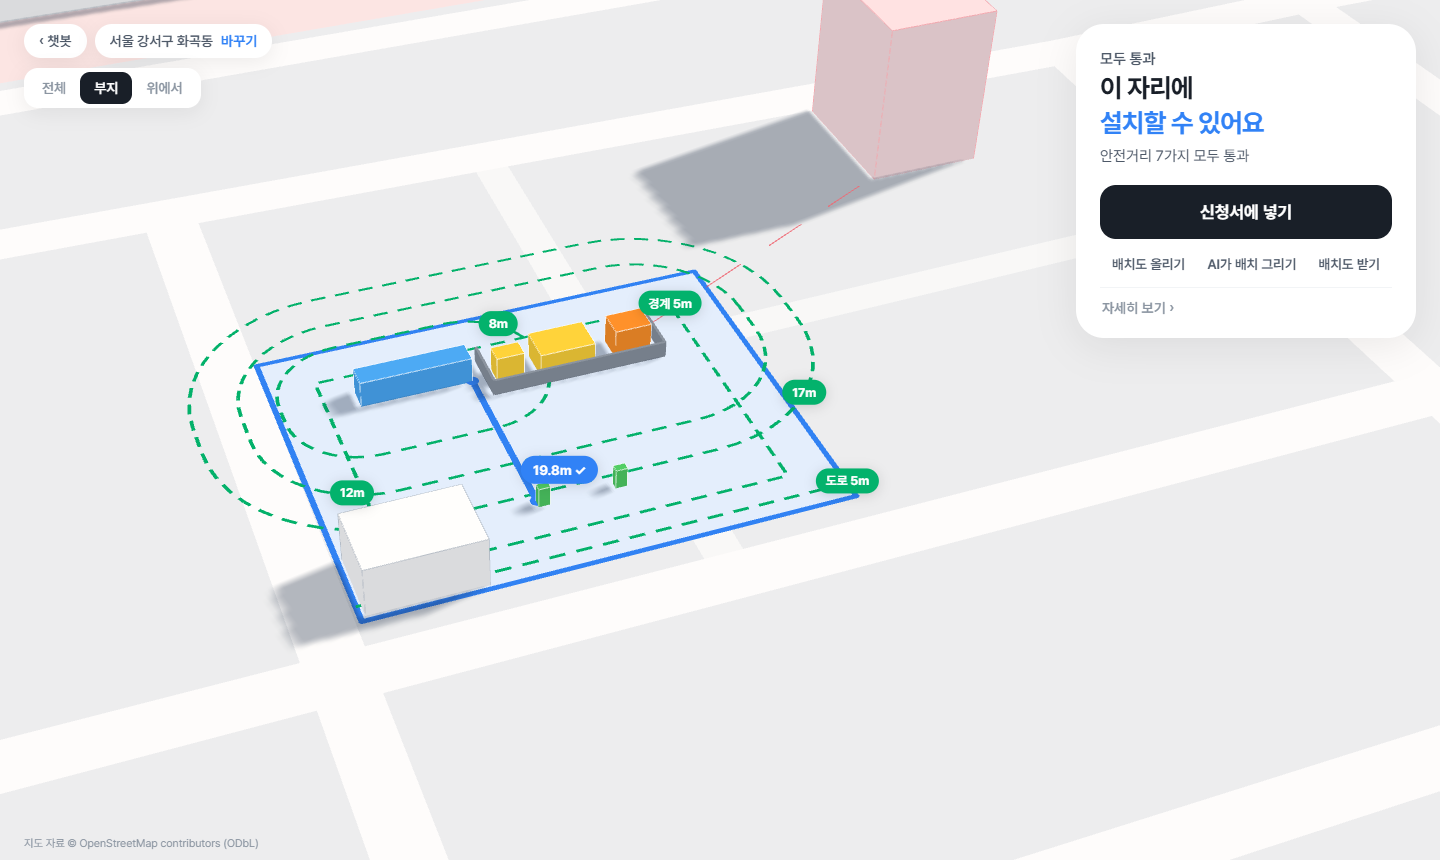 ‹ 챗봇
서울 강서구 화곡동 바꾸기
전체 부지 위에서
모두 통과
이 자리에
설치할 수 있어요
안전거리 7가지 모두 통과
신청서에 넣기
배치도 올리기 AI가 배치 그리기 배치도 받기
자세히 보기 ›
경계 5m
8m
17m
19.8m ✓
도로 5m
12m
지도 자료 © OpenStreetMap contributors (ODbL)